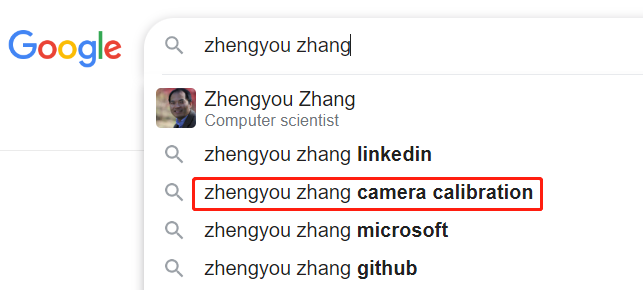 Google
zhengyou zhang
Zhengyou Zhang
Computer scientist
zhengyou zhang linkedin
zhengyou zhang camera calibration
zhengyou zhang microsoft
zhengyou zhang github